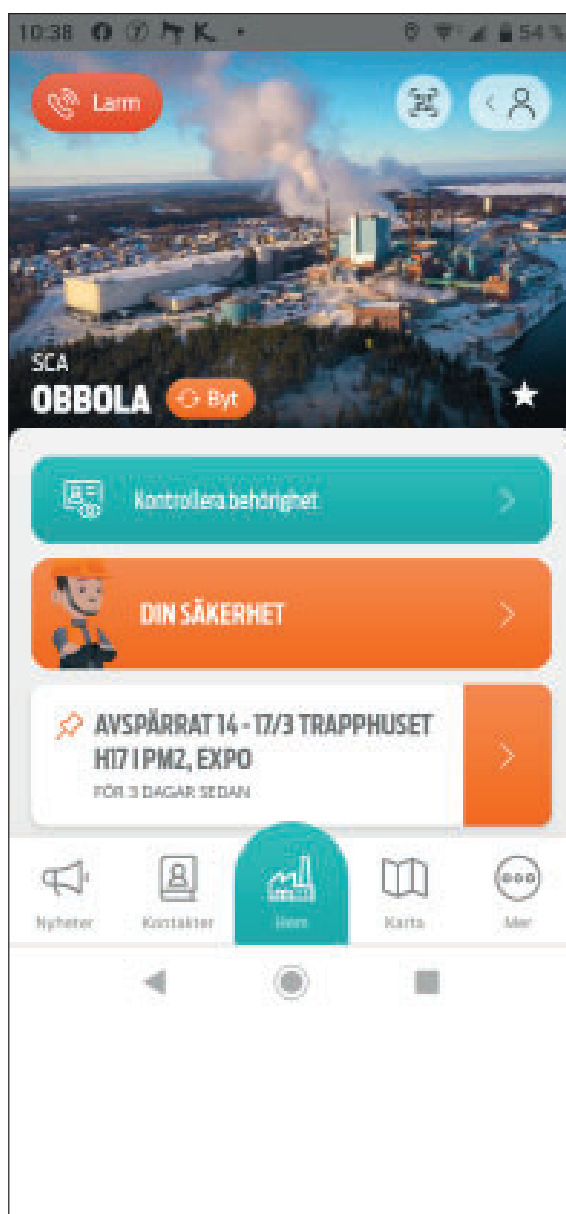 10:38
54 %
Larm
SCA
OBBOLA
Byt
Kontrollera behörighet
DIN SÄKERHET
AVSPÄRRAT 14 - 17/3 TRAPPHUSET
H17 I PM2, EXPO
FÖR 3 DAGAR SEDAN
Nyheter
Kontakter
Hem
Karta
Mer